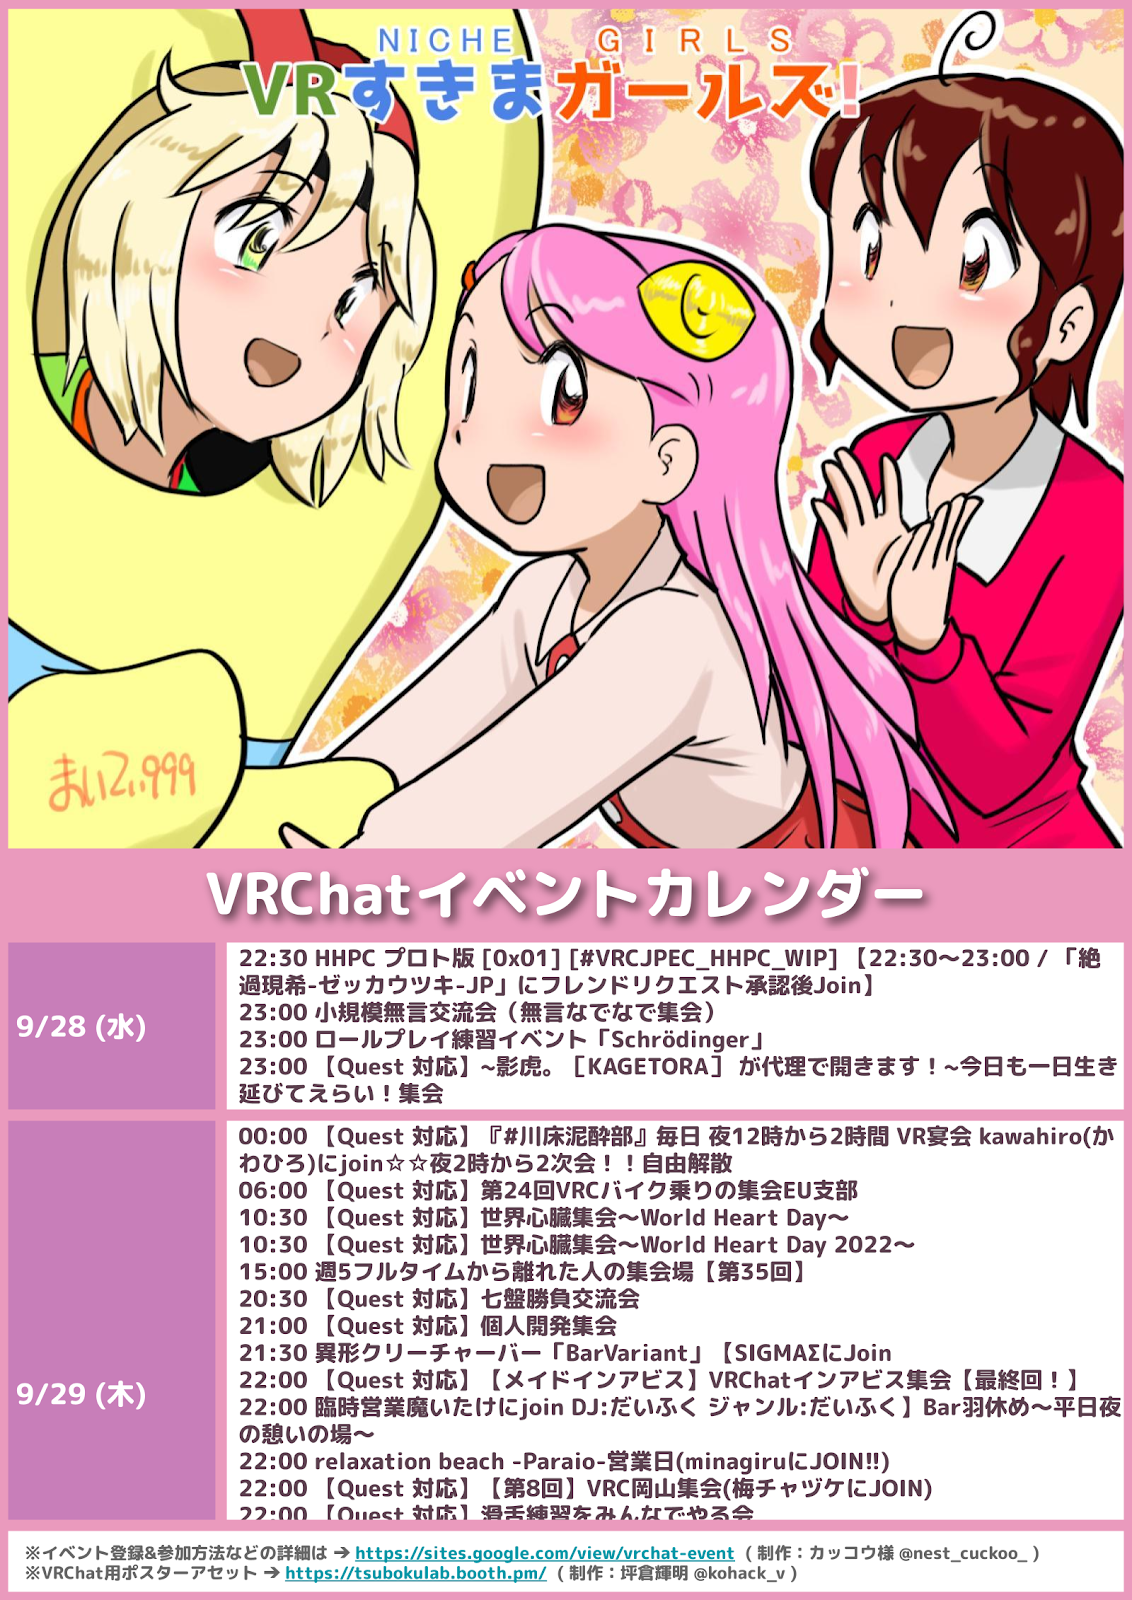 NICHE GIRLS
VRすきまガールズ!
まいてい999
VRChatイベントカレンダー
9/28 (水)
22:30 HHPC プロト版 [0x01] [#VRCJPEC_HHPC_WIP] 【22:30〜23:00 / 「絶
過現希-ゼッカウツキ-JP」にフレンドリクエスト承認後Join】
23:00 小規模無言交流会（無言なでなで集会）
23:00 ロールプレイ練習イベント「Schrödinger」
23:00 【Quest 対応】~影虎。［KAGETORA］ が代理で開きます！~今日も一日生き
延びてえらい！集会
9/29 (木)
00:00 【Quest 対応】『#川床泥酔部』毎日 夜12時から2時間 VR宴会 kawahiro(か
わひろ)にjoin☆☆夜2時から2次会！！自由解散
06:00 【Quest 対応】第24回VRCバイク乗りの集会EU支部
10:30 【Quest 対応】世界心臓集会〜World Heart Day〜
10:30 【Quest 対応】世界心臓集会〜World Heart Day 2022〜
15:00 週5フルタイムから離れた人の集会場【第35回】
20:30 【Quest 対応】七盤勝負交流会
21:00 【Quest 対応】個人開発集会
21:30 異形クリーチャーバー「BarVariant」【SIGMAΣにJoin
22:00 【Quest 対応】【メイドインアビス】VRChatインアビス集会【最終回！】
22:00 臨時営業魔いたけにjoin DJ:だいふく ジャンル:だいふく】Bar羽休め〜平日夜
の憩いの場〜
22:00 relaxation beach -Paraio-営業日(minagiruにJOIN!!)
22:00 【Quest 対応】【第8回】VRC岡山集会(梅チャヅケにJOIN)
22:00 【Quest 対応】滑舌練習をみんなでやる会
※イベント登録&参加方法などの詳細は ➔ https://sites.google.com/view/vrchat-event ( 制作：カッコウ様 @nest_cuckoo_ )
※VRChat用ポスターアセット ➔ https://tsubokulab.booth.pm/ ( 制作：坪倉輝明 @kohack_v )